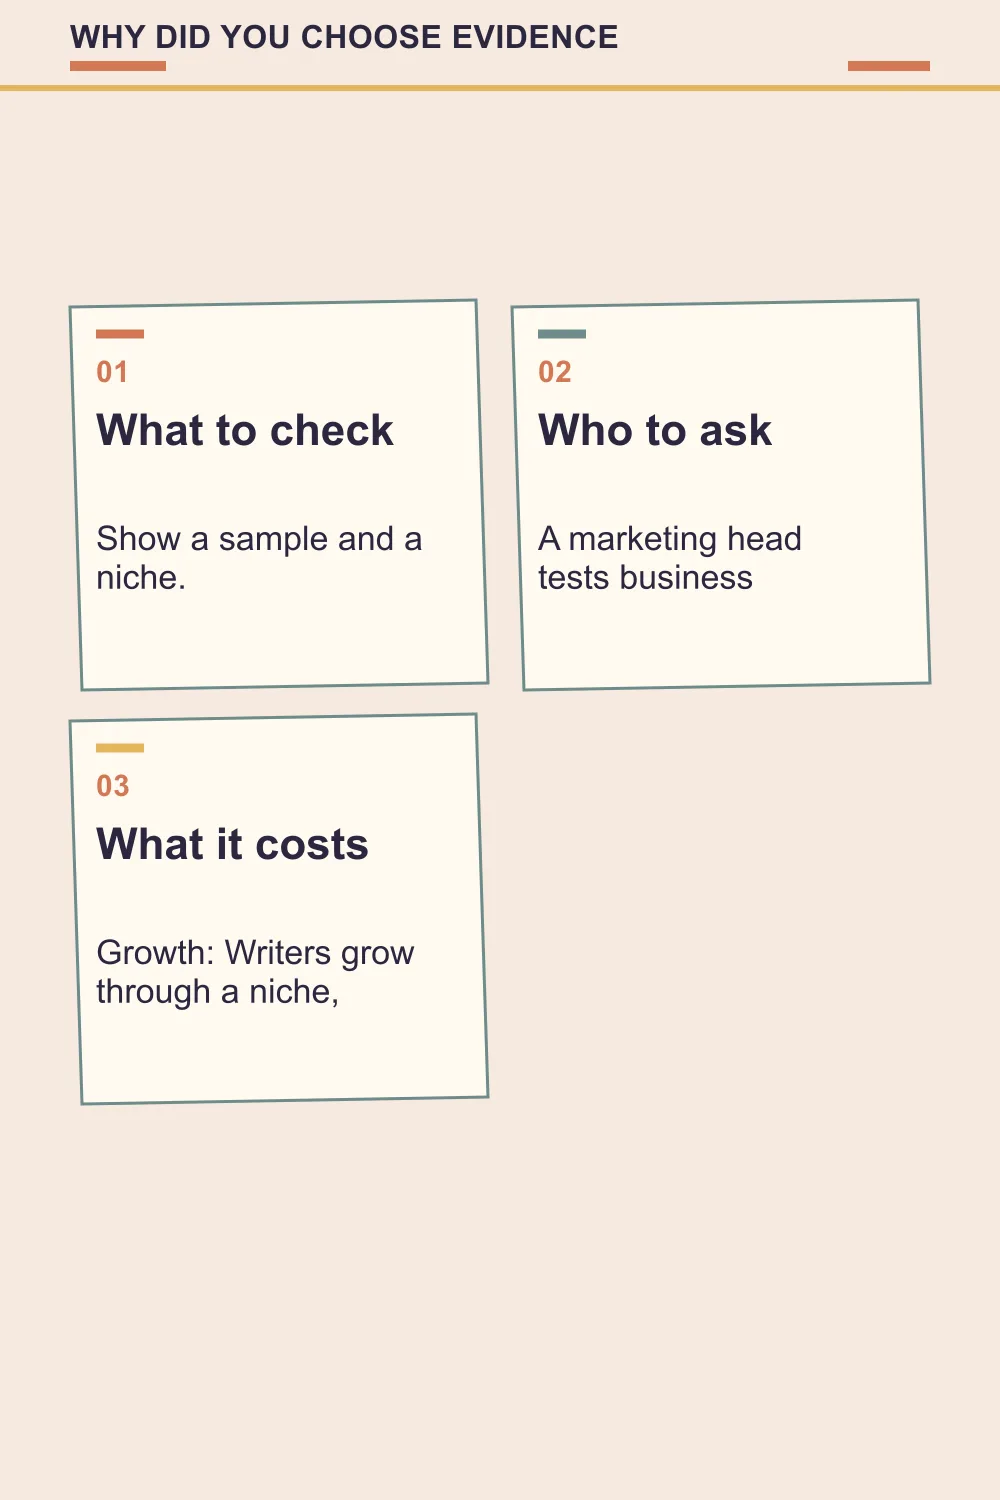 WHY DID YOU CHOOSE EVIDENCE
01
What to check
Show a sample and a
niche.
02
Who to ask
A marketing head
tests business
03
What it costs
Growth: Writers grow
through a niche,